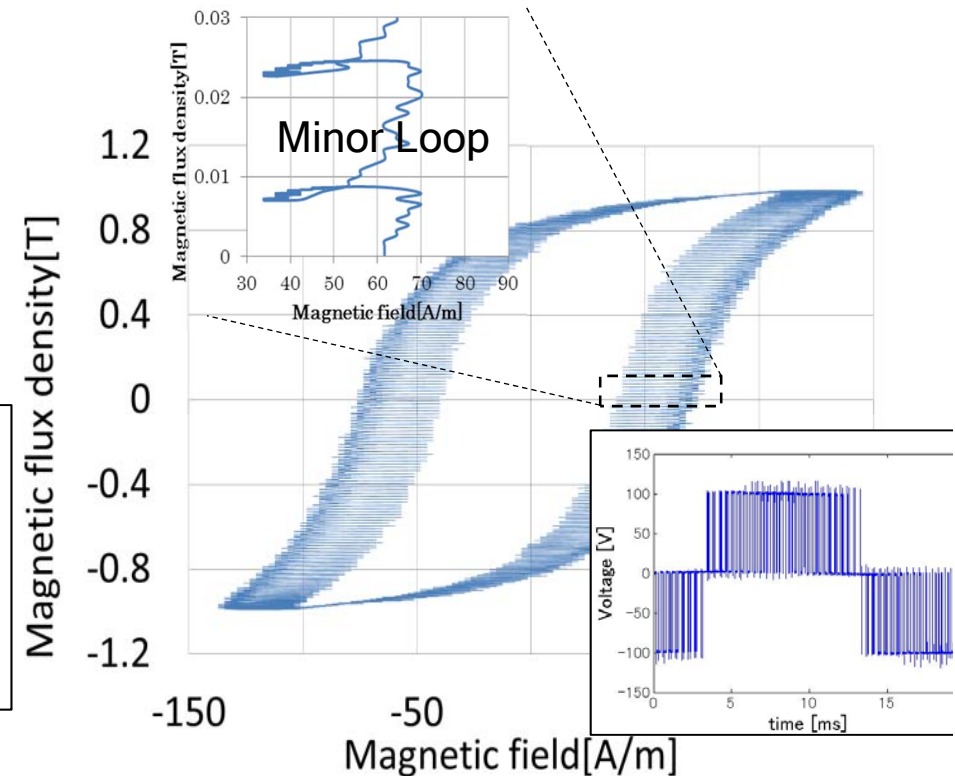 0.03
0.02
0.01
0
Magnetic flux density[T]
Minor Loop
30 40 50 60 70 80 90
Magnetic field[A/m]
1.2
0.8
0.4
0
-0.4
-0.8
-1.2
Magnetic flux density[T]
-150 -50
Magnetic field[A/m]
150
100
50
0
-50
-100
-150
Voltage [V]
0 5 10 15
time [ms]